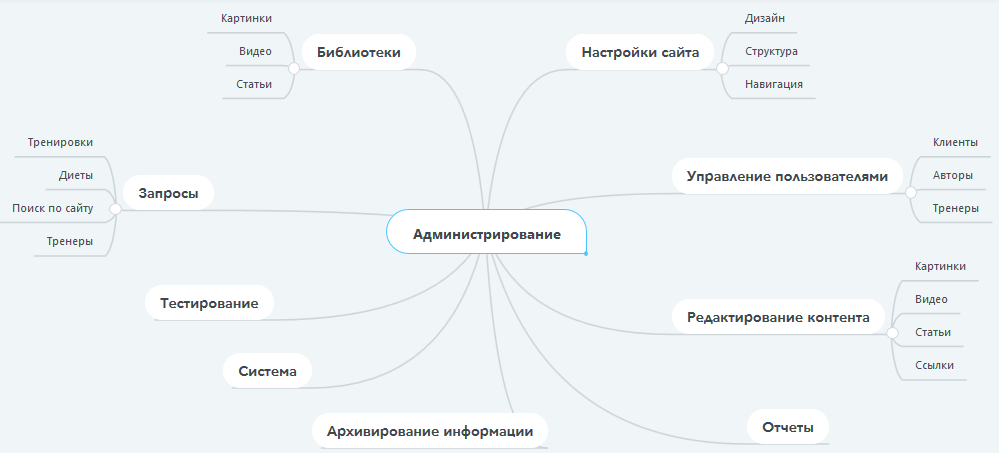 Картинки
Видео
Статьи
Библиотеки
Настройки сайта
Дизайн
Структура
Навигация
Тренировки
Диеты
Поиск по сайту
Тренеры
Запросы
Управление пользователями
Клиенты
Авторы
Тренеры
Администрирование
Тестирование
Редактирование контента
Картинки
Видео
Статьи
Ссылки
Система
Архивирование информации
Отчеты